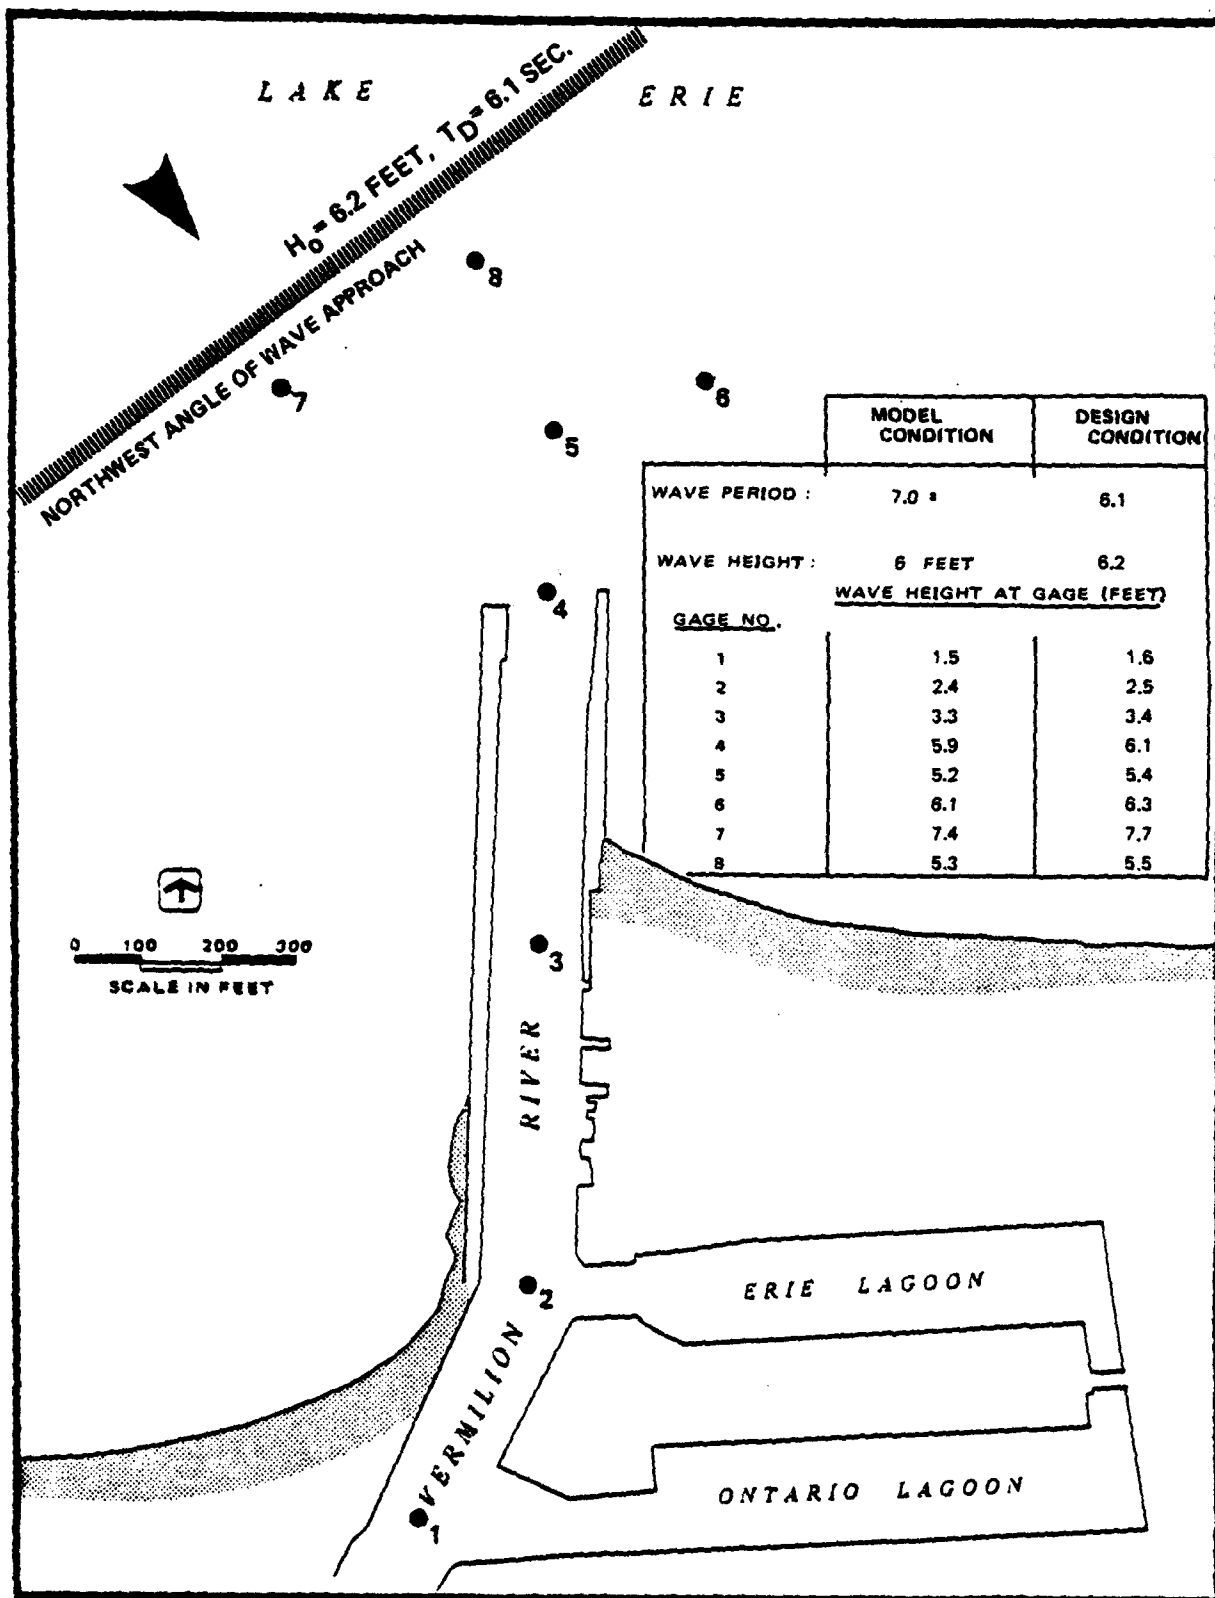 LAKE ERIE
H₀= 6.2 FEET, T_D= 6.1 SEC.
NORTHWEST ANGLE OF WAVE APPROACH
8
7
6
5
4
MODEL CONDITION DESIGN CONDITION
WAVE PERIOD : 7.0 s 6.1
WAVE HEIGHT : 6 FEET 6.2
WAVE HEIGHT AT GAGE (FEET)
GAGE NO.
1 1.5 1.6
2 2.4 2.5
3 3.3 3.4
4 5.9 6.1
5 5.2 5.4
6 6.1 6.3
7 7.4 7.7
8 5.3 5.5
0 100 200 300
SCALE IN FEET
3
RIVER
2
ERIE LAGOON
VERMILION
ONTARIO LAGOON
1